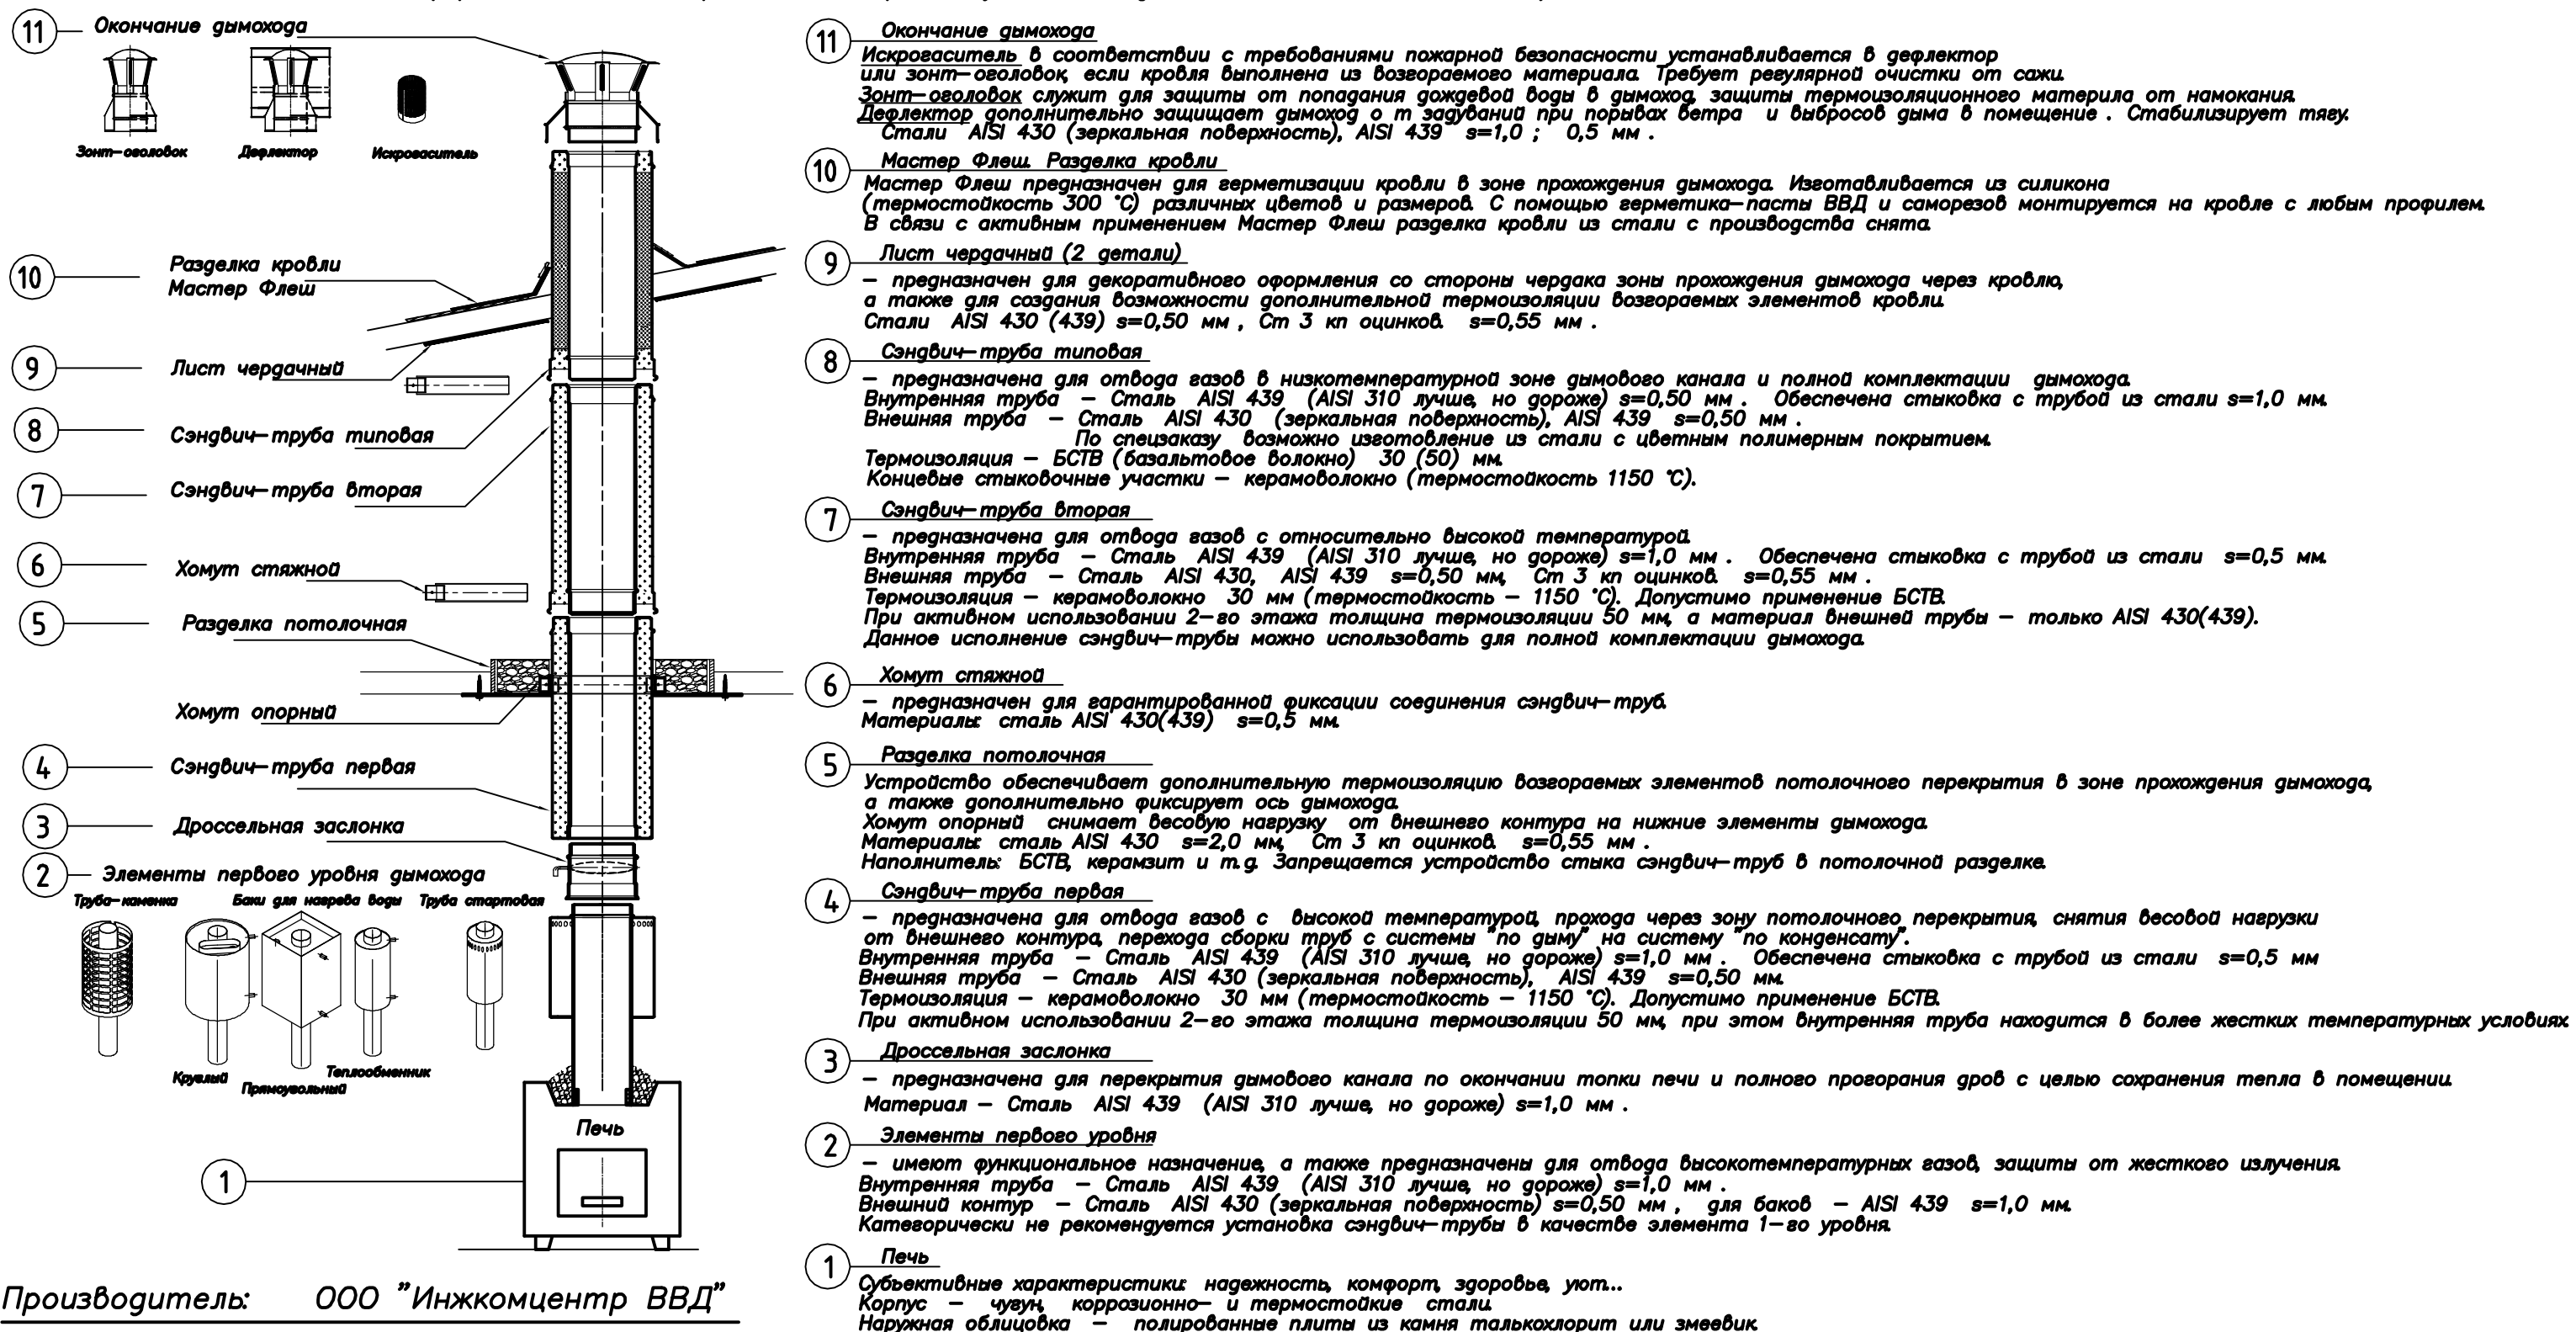 11 Окончание дымохода
Зонт-оголовок Дефлектор Искрогаситель
10 Разделка кровли
Мастер Флеш
9 Лист чердачный
8 Сэндвич-труба типовая
7 Сэндвич-труба вторая
6 Хомут стяжной
5 Разделка потолочная
Хомут опорный
4 Сэндвич-труба первая
3 Дроссельная заслонка
2 Элементы первого уровня дымохода
Труба-каменка Баки для нагрева воды Труба стартовая
Круглый Прямоугольный Теплообменник
Печь
1
Производитель: ООО "Инжкомцентр ВВД"
11 Окончание дымохода
Искрогаситель в соответствии с требованиями пожарной безопасности устанавливается в дефлектор
или зонт-оголовок, если кровля выполнена из возгораемого материала. Требует регулярной очистки от сажи.
Зонт-оголовок служит для защиты от попадания дождевой воды в дымоход, защиты термоизоляционного материла от намокания.
Дефлектор дополнительно защищает дымоход о т задуваний при порывах ветра и выбросов дыма в помещение . Стабилизирует тягу.
Стали AISI 430 (зеркальная поверхность), AISI 439 s=1,0 ; 0,5 мм .
10 Мастер Флеш. Разделка кровли
Мастер Флеш предназначен для герметизации кровли в зоне прохождения дымохода. Изготавливается из силикона
(термостойкость 300 °С) различных цветов и размеров. С помощью герметика-пасты ВВД и саморезов монтируется на кровле с любым профилем.
В связи с активным применением Мастер Флеш разделка кровли из стали с производства снята.
9 Лист чердачный (2 детали)
– предназначен для декоративного оформления со стороны чердака зоны прохождения дымохода через кровлю,
а также для создания возможности дополнительной термоизоляции возгораемых элементов кровли.
Стали AISI 430 (439) s=0,50 мм , Ст 3 кп оцинков. s=0,55 мм .
8 Сэндвич-труба типовая
– предназначена для отвода газов в низкотемпературной зоне дымового канала и полной комплектации дымохода.
Внутренняя труба – Сталь AISI 439 (AISI 310 лучше, но дороже) s=0,50 мм . Обеспечена стыковка с трубой из стали s=1,0 мм.
Внешняя труба – Сталь AISI 430 (зеркальная поверхность), AISI 439 s=0,50 мм .
По спецзаказу возможно изготовление из стали с цветным полимерным покрытием.
Термоизоляция – БСТВ (базальтовое волокно) 30 (50) мм.
Концевые стыковочные участки – керамоволокно (термостойкость 1150 °С).
7 Сэндвич-труба вторая
– предназначена для отвода газов с относительно высокой температурой.
Внутренняя труба – Сталь AISI 439 (AISI 310 лучше, но дороже) s=1,0 мм . Обеспечена стыковка с трубой из стали s=0,5 мм.
Внешняя труба – Сталь AISI 430, AISI 439 s=0,50 мм, Ст 3 кп оцинков. s=0,55 мм .
Термоизоляция – керамоволокно 30 мм (термостойкость – 1150 °С). Допустимо применение БСТВ.
При активном использовании 2-го этажа толщина термоизоляции 50 мм, а материал внешней трубы – только AISI 430(439).
Данное исполнение сэндвич-трубы можно использовать для полной комплектации дымохода.
6 Хомут стяжной
– предназначен для гарантированной фиксации соединения сэндвич-труб.
Материалы: сталь AISI 430(439) s=0,5 мм.
5 Разделка потолочная
Устройство обеспечивает дополнительную термоизоляцию возгораемых элементов потолочного перекрытия в зоне прохождения дымохода,
а также дополнительно фиксирует ось дымохода.
Хомут опорный снимает весовую нагрузку от внешнего контура на нижние элементы дымохода.
Материалы: сталь AISI 430 s=2,0 мм, Ст 3 кп оцинков. s=0,55 мм .
Наполнитель: БСТВ, керамзит и т.д. Запрещается устройство стыка сэндвич-труб в потолочной разделке.
4 Сэндвич-труба первая
– предназначена для отвода газов с высокой температурой, прохода через зону потолочного перекрытия, снятия весовой нагрузки
от внешнего контура, перехода сборки труб с системы "по дыму" на систему "по конденсату".
Внутренняя труба – Сталь AISI 439 (AISI 310 лучше, но дороже) s=1,0 мм . Обеспечена стыковка с трубой из стали s=0,5 мм
Внешняя труба – Сталь AISI 430 (зеркальная поверхность), AISI 439 s=0,50 мм.
Термоизоляция – керамоволокно 30 мм (термостойкость – 1150 °С). Допустимо применение БСТВ.
При активном использовании 2-го этажа толщина термоизоляции 50 мм, при этом внутренняя труба находится в более жестких температурных условиях.
3 Дроссельная заслонка
– предназначена для перекрытия дымового канала по окончании топки печи и полного прогорания дров с целью сохранения тепла в помещении.
Материал – Сталь AISI 439 (AISI 310 лучше, но дороже) s=1,0 мм .
2 Элементы первого уровня
– имеют функциональное назначение, а также предназначены для отвода высокотемпературных газов, защиты от жесткого излучения.
Внутренняя труба – Сталь AISI 439 (AISI 310 лучше, но дороже) s=1,0 мм .
Внешний контур – Сталь AISI 430 (зеркальная поверхность) s=0,50 мм , для баков – AISI 439 s=1,0 мм.
Категорически не рекомендуется установка сэндвич-трубы в качестве элемента 1-го уровня.
1 Печь
Субъективные характеристики: надежность, комфорт, здоровье, уют...
Корпус – чугун, коррозионно- и термостойкие стали.
Наружная облицовка – полированные плиты из камня талькохлорит или змеевик.